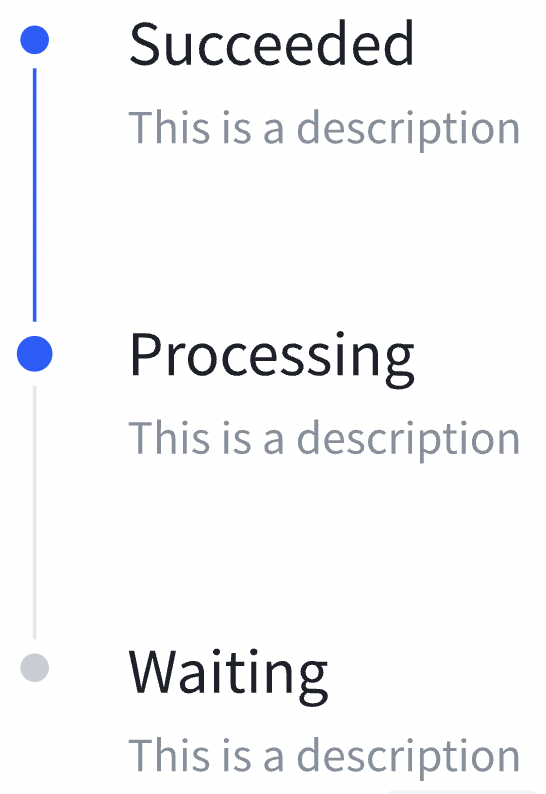 Succeeded
This is a description
Processing
This is a description
Waiting
This is a description